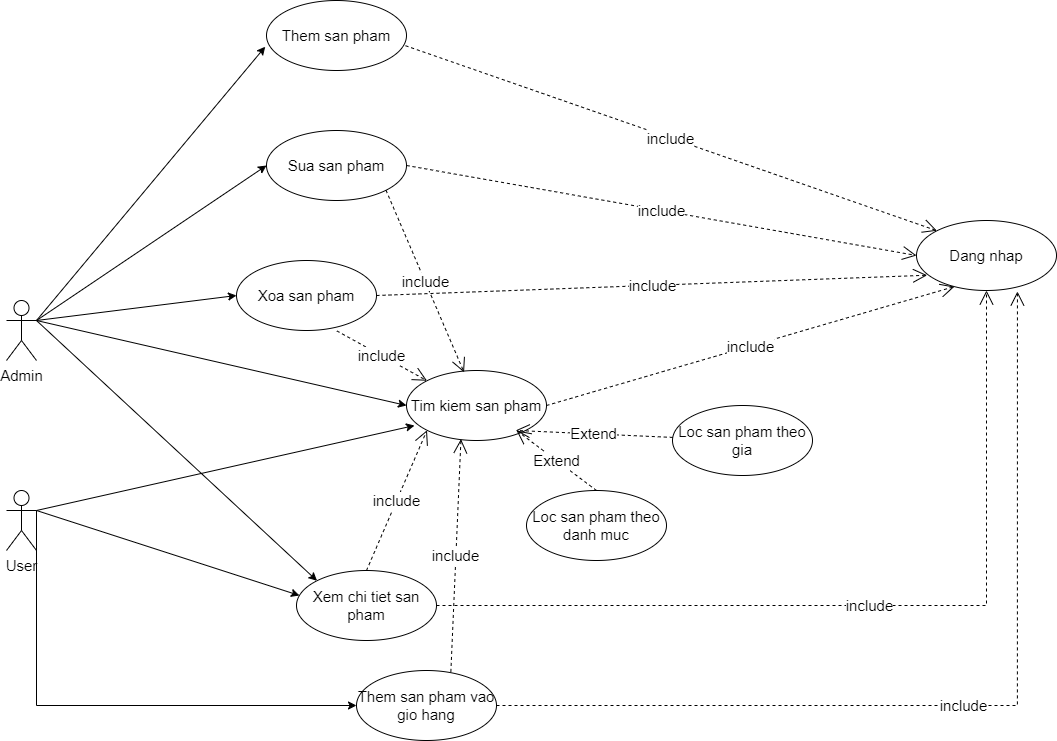 Them san pham
include
Sua san pham
include
Dang nhap
include
Xoa san pham
include
Admin
include
include
Tim kiem san pham
Extend
Loc san pham theo
gia
Extend
include
Loc san pham theo
danh muc
User
include
Xem chi tiet san
pham
include
Them san pham vao
gio hang
include